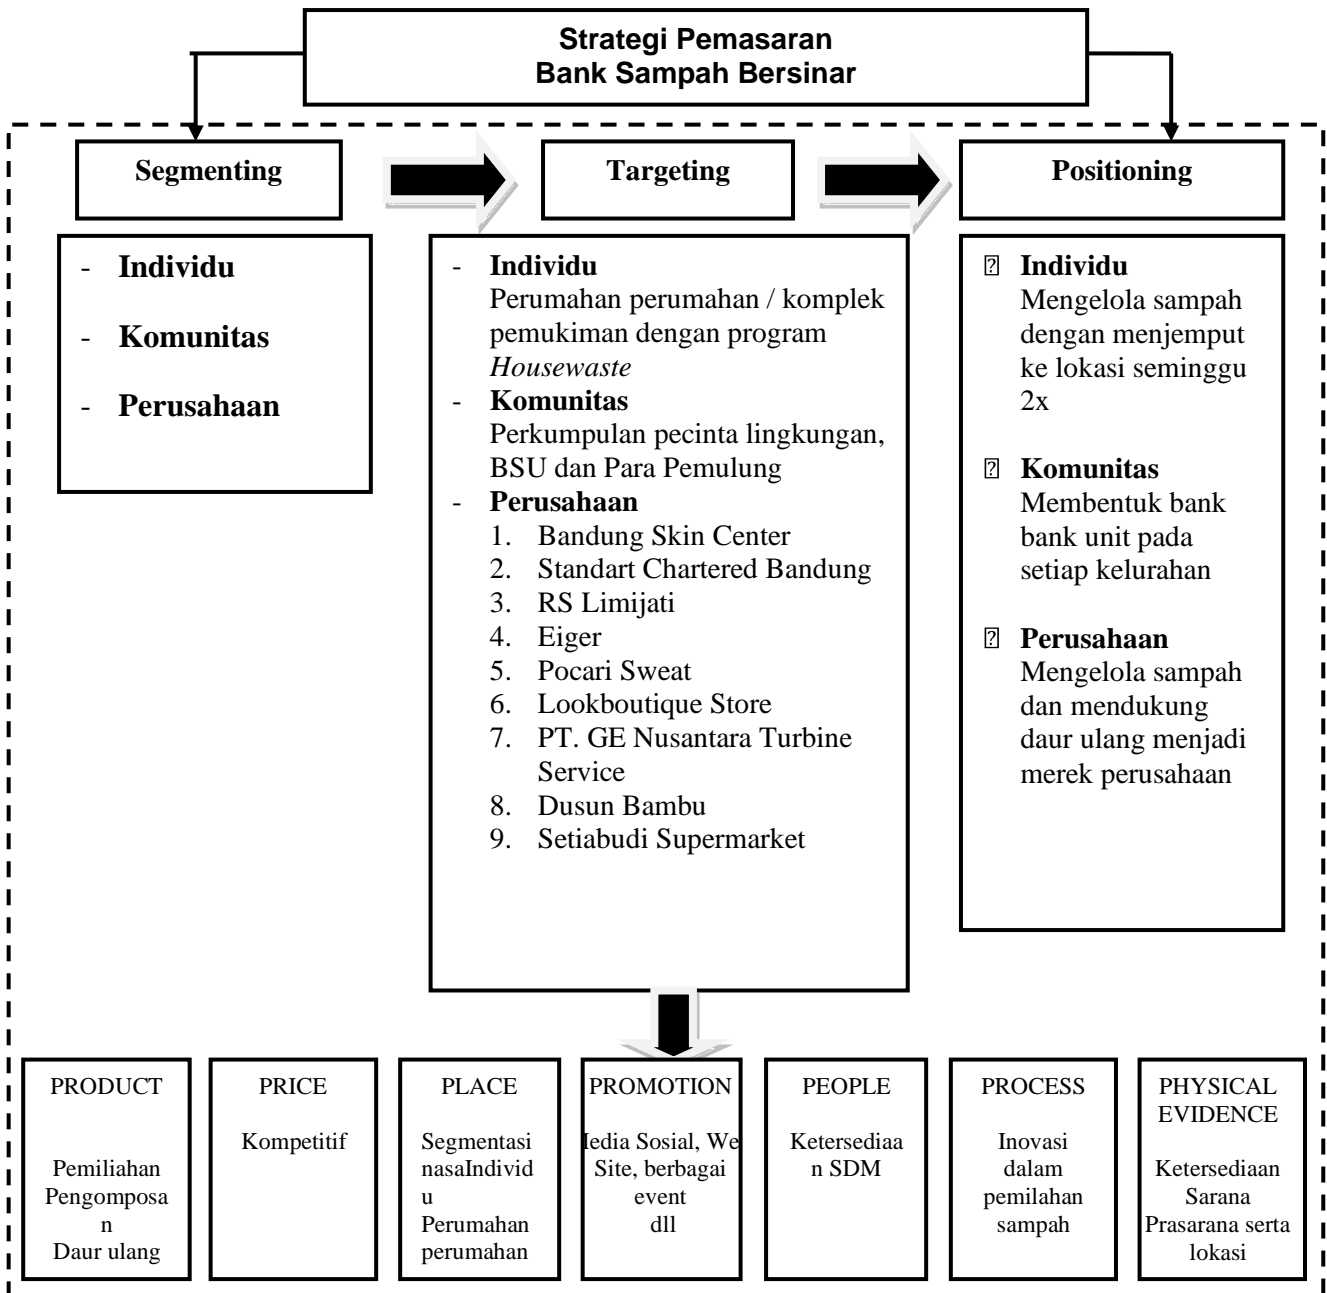 Strategi Pemasaran
Bank Sampah Bersinar
Segmenting
Targeting
Positioning
- Individu
- Komunitas
- Perusahaan
- Individu
Perumahan perumahan / komplek
pemukiman dengan program
Housewaste
- Komunitas
Perkumpulan pecinta lingkungan,
BSU dan Para Pemulung
- Perusahaan
1. Bandung Skin Center
2. Standart Chartered Bandung
3. RS Limijati
4. Eiger
5. Pocari Sweat
6. Lookboutique Store
7. PT. GE Nusantara Turbine
Service
8. Dusun Bambu
9. Setiabudi Supermarket
Individu
Mengelola sampah
dengan menjemput
ke lokasi seminggu
2x
Komunitas
Membentuk bank
bank unit pada
setiap kelurahan
Perusahaan
Mengelola sampah
dan mendukung
daur ulang menjadi
merek perusahaan
PRODUCT
Pemiliahan
Pengomposa
n
Daur ulang
PRICE
Kompetitif
PLACE
Segmentasi
nasaIndivid
u
Perumahan
perumahan
PROMOTION
edia Sosial, We
Site, berbagai
event
dll
PEOPLE
Ketersediaa
n SDM
PROCESS
Inovasi
dalam
pemilahan
sampah
PHYSICAL
EVIDENCE
Ketersediaan
Sarana
Prasarana serta
lokasi